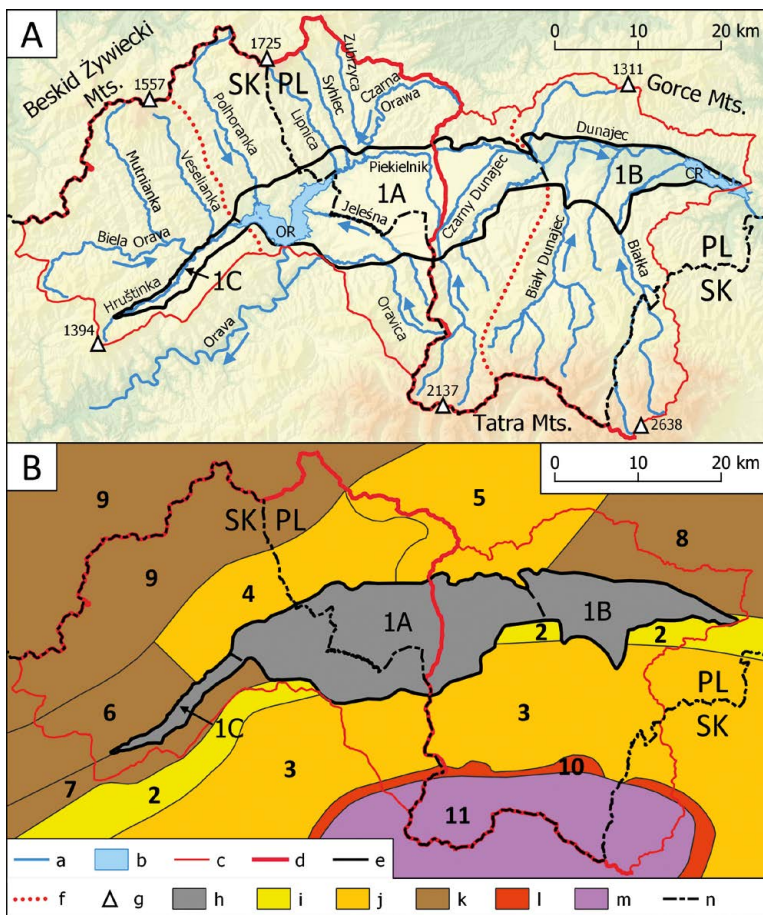 A
0 10 20 km
Beskid Żywiecki
Mts.
1557
1725
SK PL
1311
Gorce Mts.
Mutnianka
Veselianka
Polhoranka
Lipnica
Syhlec
Zubrzyca
Czarna
Orawa
Piekielnik
1A
Czarny Dunajec
Dunajec
1B
CR
Jeleśna
OR
Biela Orava
Hruštinka
1C
1394
Orava
Oravica
Biały Dunajec
Białka
PL
SK
2137
Tatra Mts.
2638
B
0 10 20 km
9
SK PL
5
9
8
4
1A
1B
2
2
6
1C
PL
SK
3
7
2
3
10
11
a b c d e
f g h i j k l m n